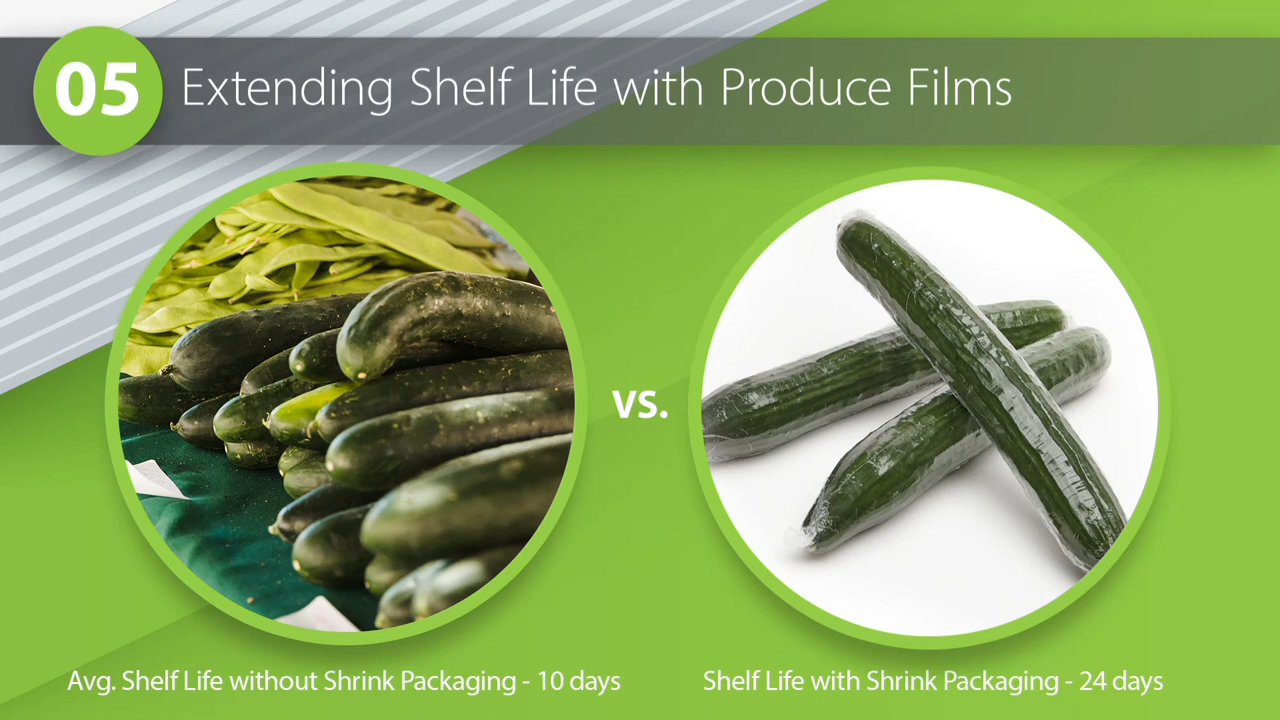 05 Extending Shelf Life with Produce Films
vs.
Avg. Shelf Life without Shrink Packaging - 10 days
Shelf Life with Shrink Packaging - 24 days